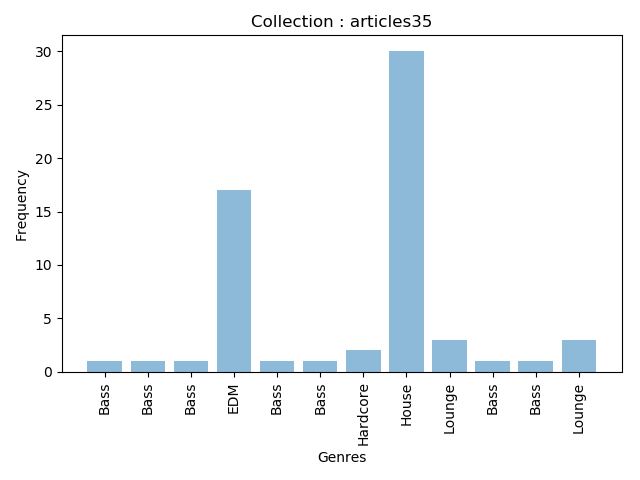 Collection : articles35
Frequency
30
25
20
15
10
5
0
Bass
Bass
Bass
EDM
Bass
Bass
Hardcore
House
Lounge
Bass
Bass
Lounge
Genres